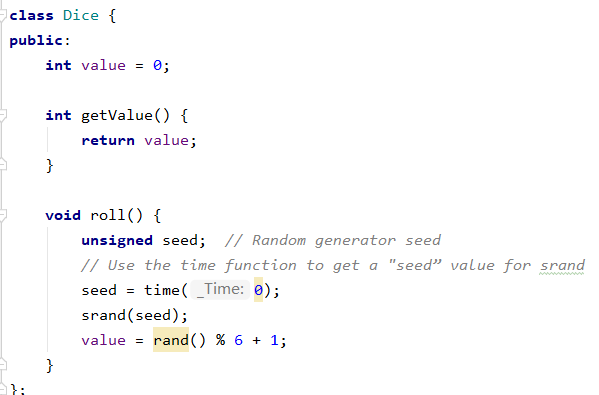 class Dice {
public:
    int value = 0;

    int getValue() {
        return value;
    }

    void roll() {
        unsigned seed;  // Random generator seed
        // Use the time function to get a "seed” value for srand
        seed = time( _Time: 0);
        srand(seed);
        value = rand() % 6 + 1;
    }
};